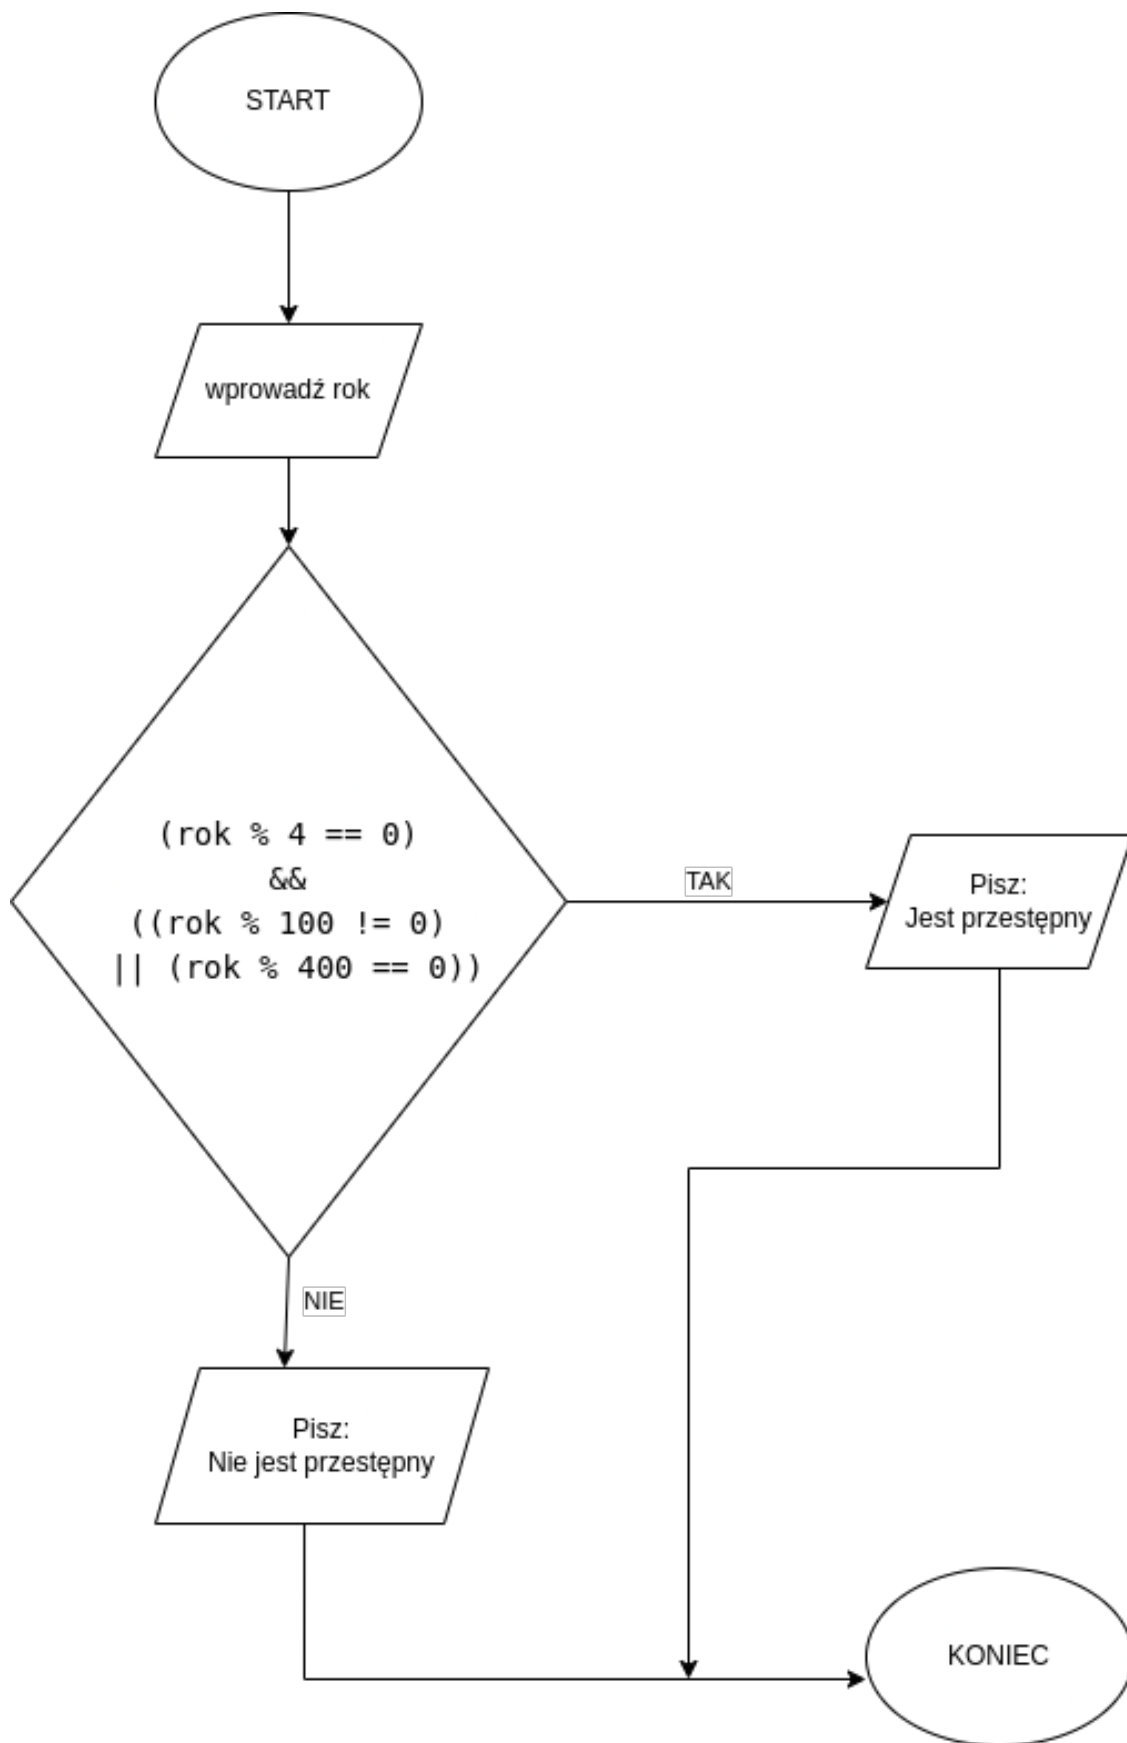 START
wprowadź rok
(rok % 4 == 0)
&&
((rok % 100 != 0)
|| (rok % 400 == 0))
TAK
Pisz:
Jest przestępny
NIE
Pisz:
Nie jest przestępny
KONIEC